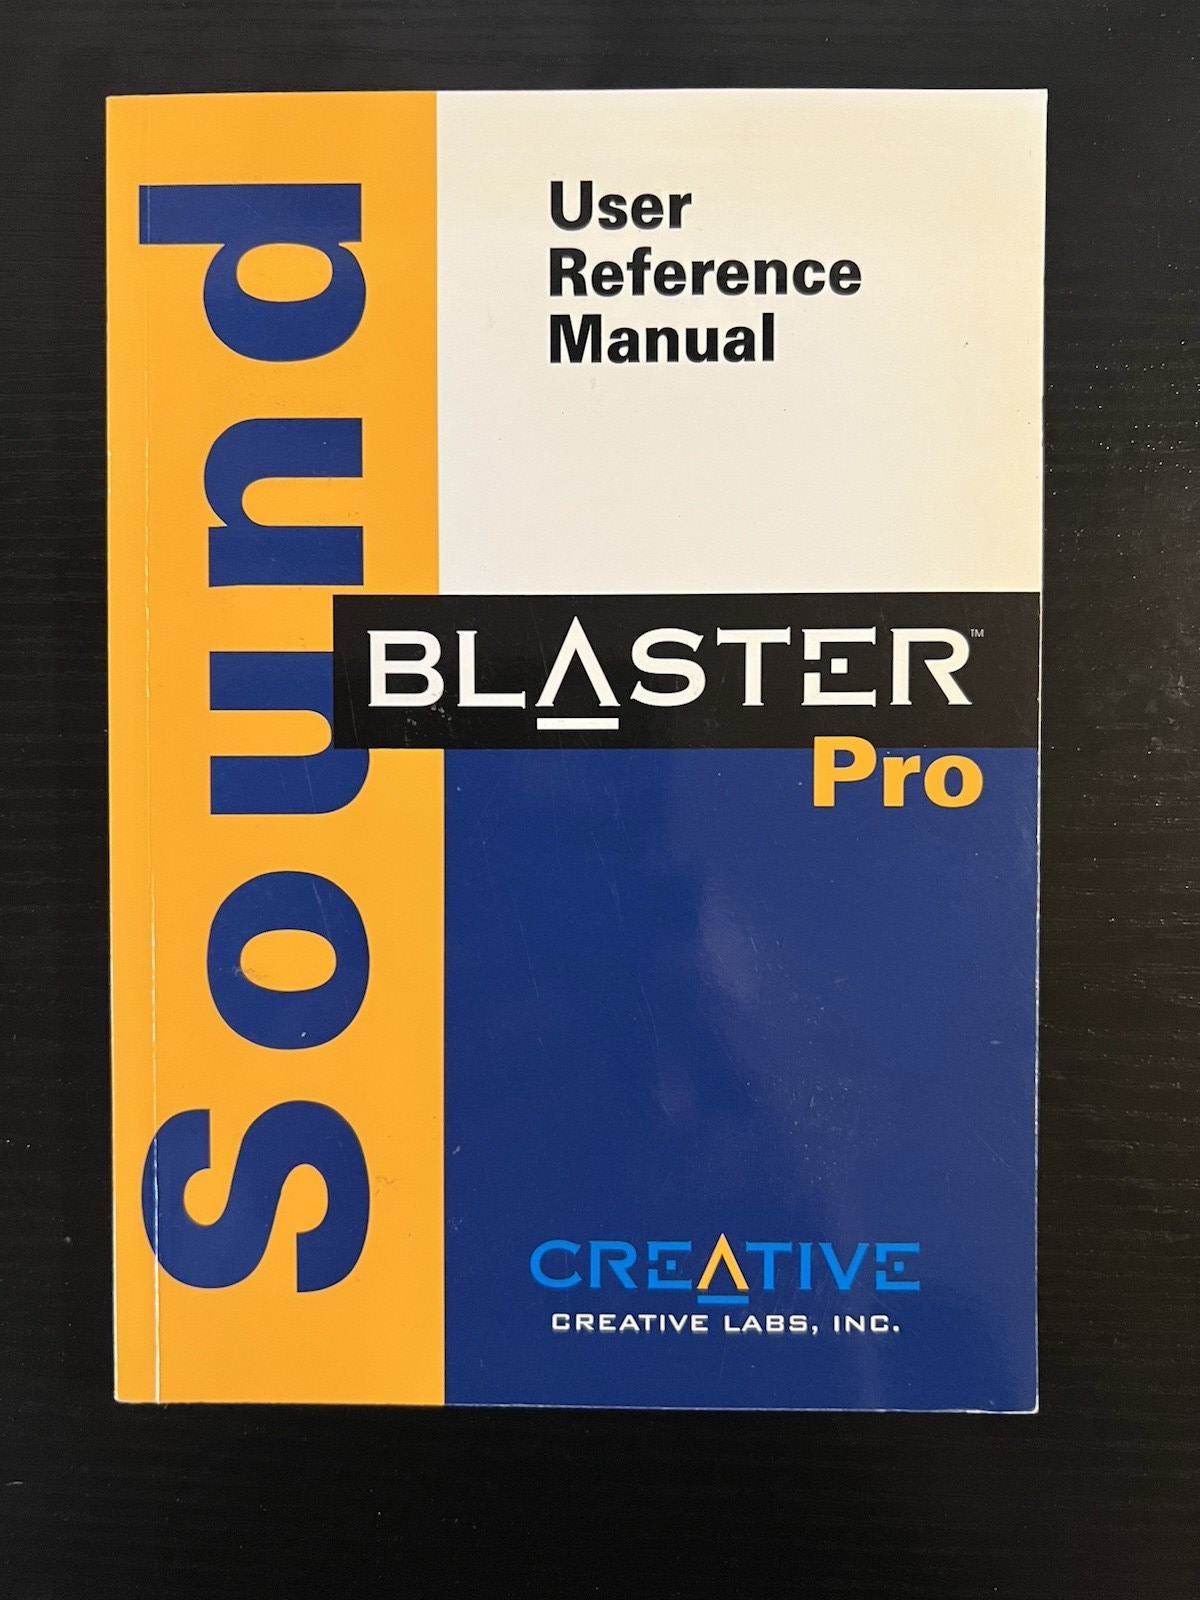 User
Reference
Manual
Sound
BLASTER™
Pro
CREATIVE
CREATIVE LABS, INC.